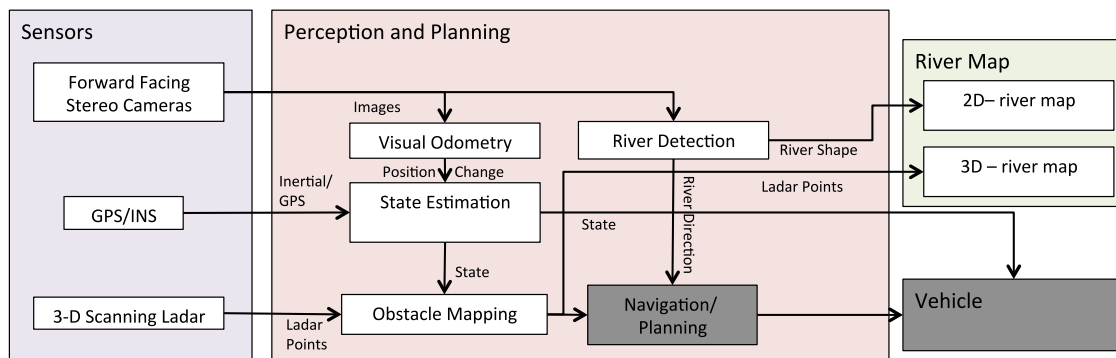 Sensors
Forward Facing
Stereo Cameras
GPS/INS
3-D Scanning Ladar
Perception and Planning
Images
Visual Odometry
Position Change
Inertial/
GPS
State Estimation
State
State
Ladar
Points
Obstacle Mapping
River Detection
River Shape
River Direction
Ladar Points
Navigation/
Planning
River Map
2D– river map
3D – river map
Vehicle